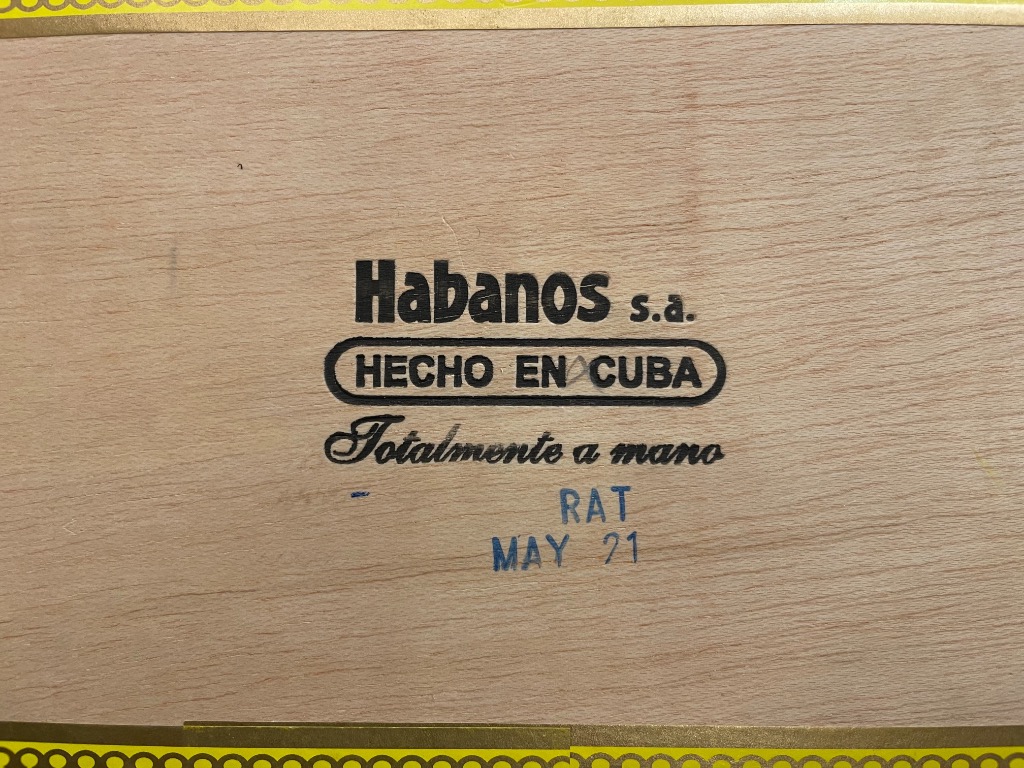 Habanos s.a.
HECHO EN CUBA
Totalmente a mano
RAT
MAY 21